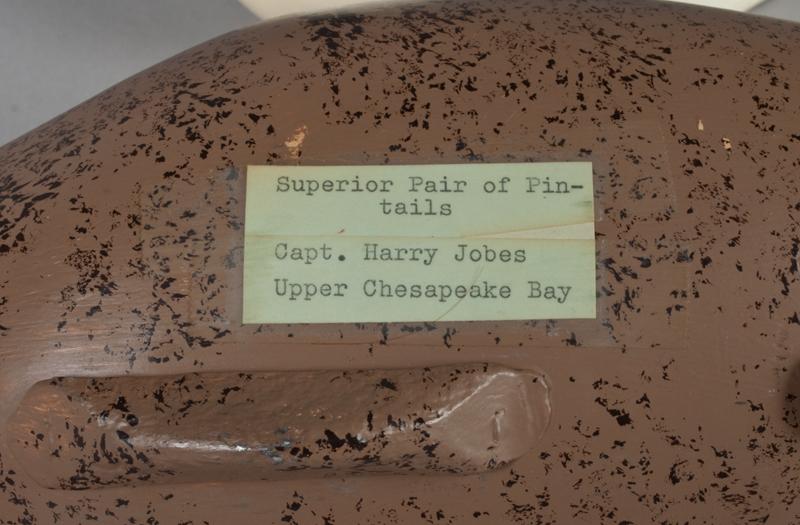 Superior Pair of Pin-
tails
Capt. Harry Jobes
Upper Chesapeake Bay